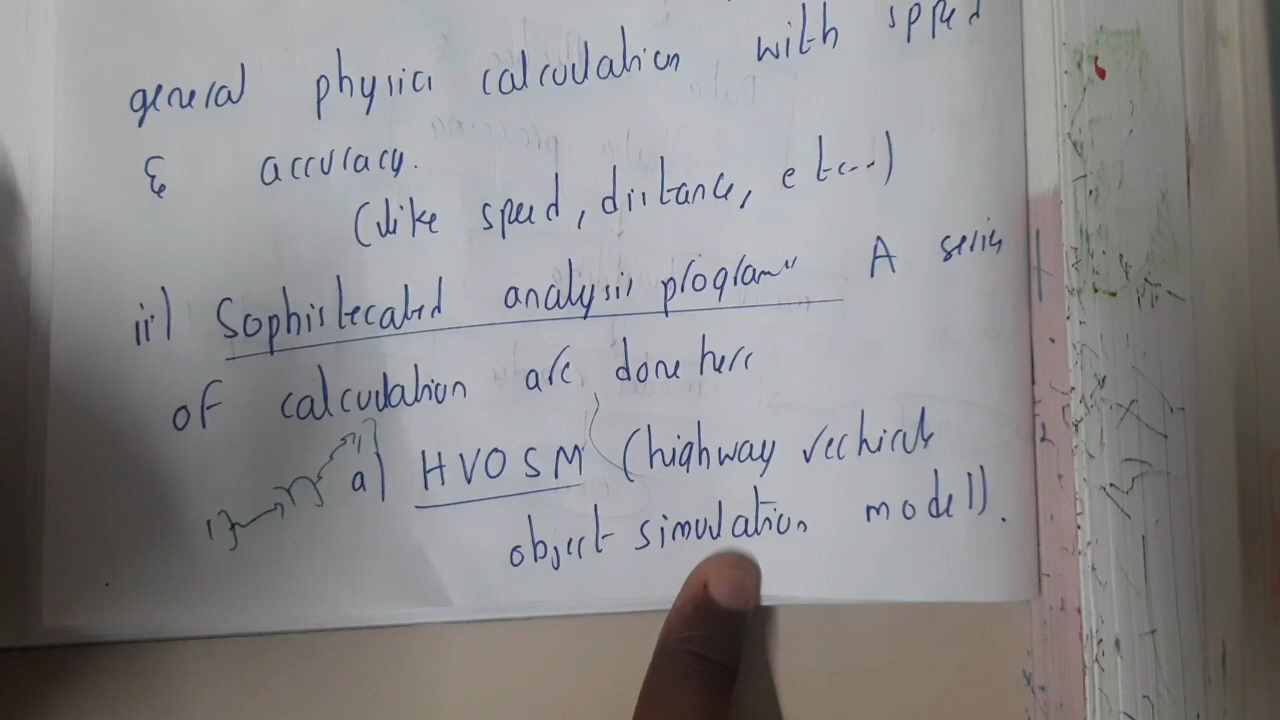 general physics calculation with speed
& accuracy.
(like speed, distance, etc--)
ii) Sophistecated analysis programs A series
of calculation are done here
a) HVOSM (highway vechicle
object simulation model).